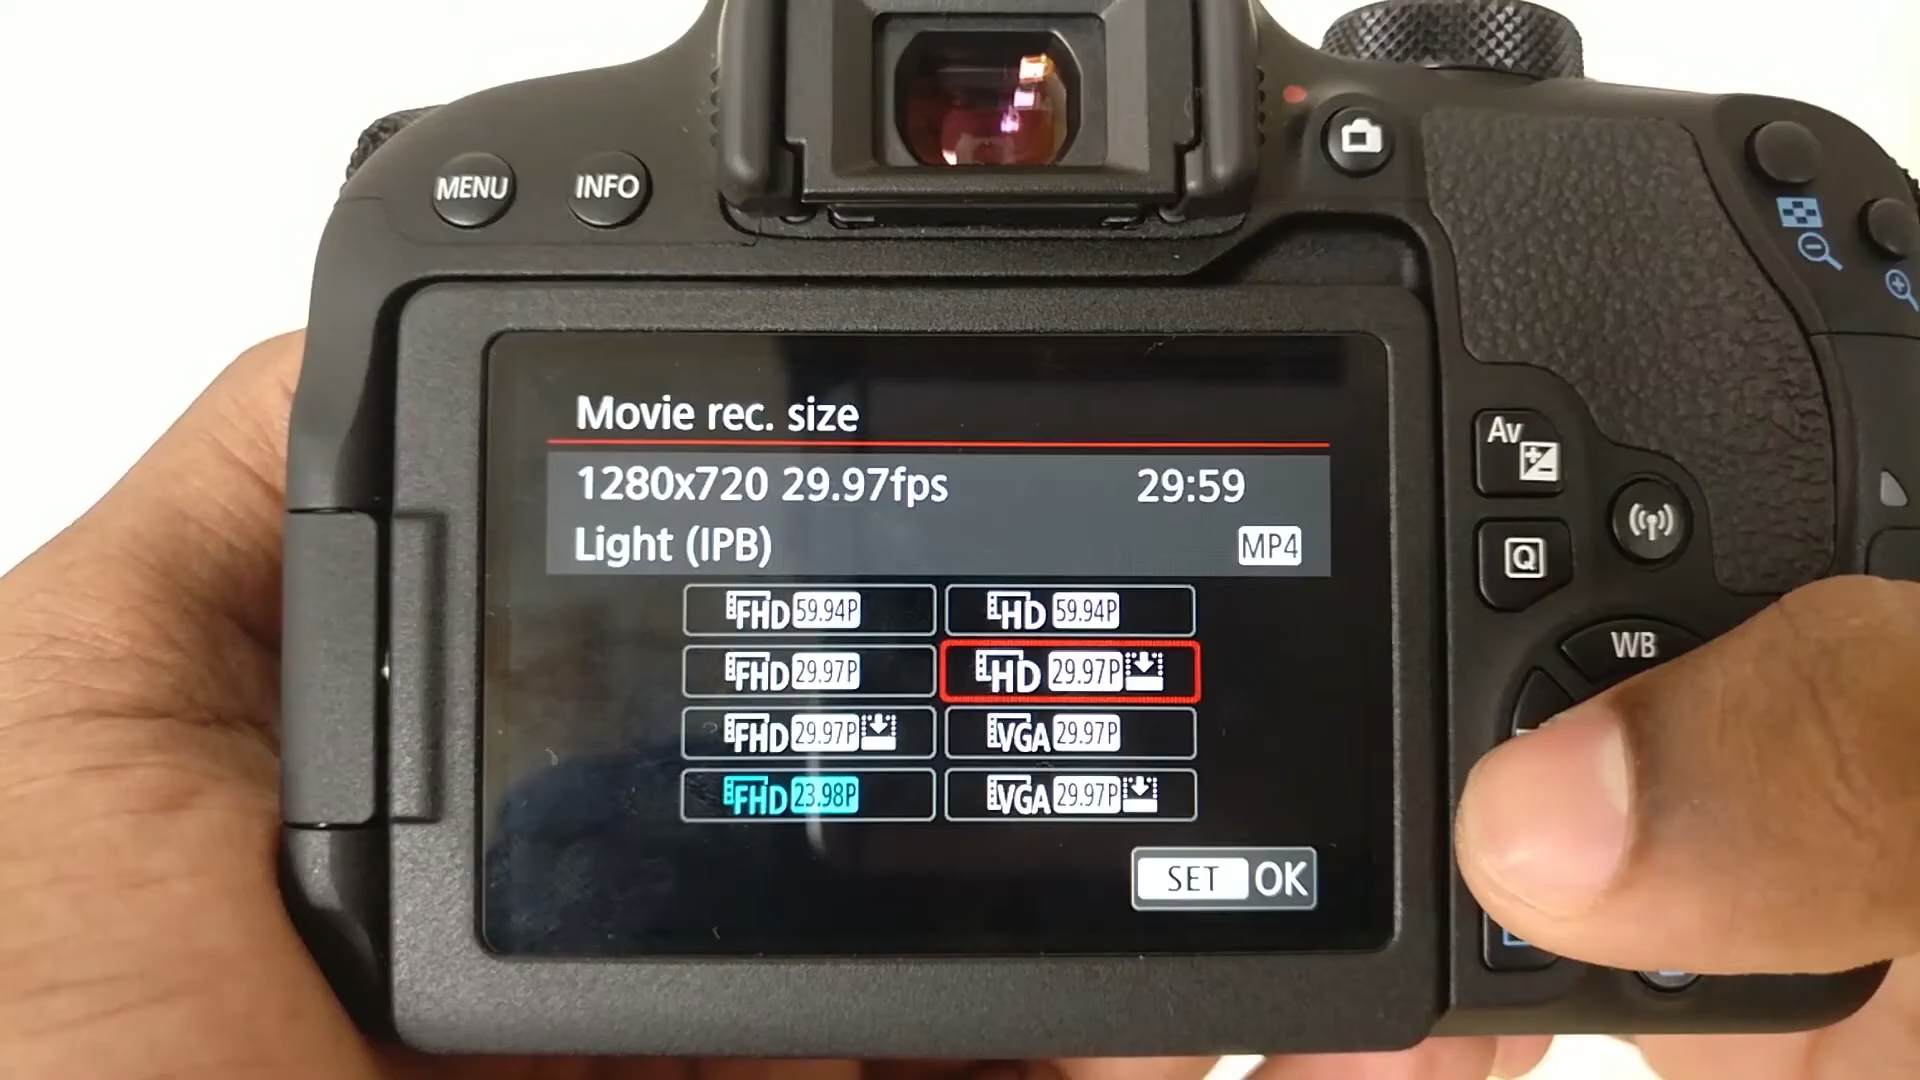 MENU INFO
Movie rec. size
1280x720 29.97fps 29:59
Light (IPB) MP4
FHD 59.94P HD 59.94P
FHD 29.97P HD 29.97P
FHD 29.97P VGA 29.97P
FHD 23.98P VGA 29.97P
SET OK
Av
Q
WB